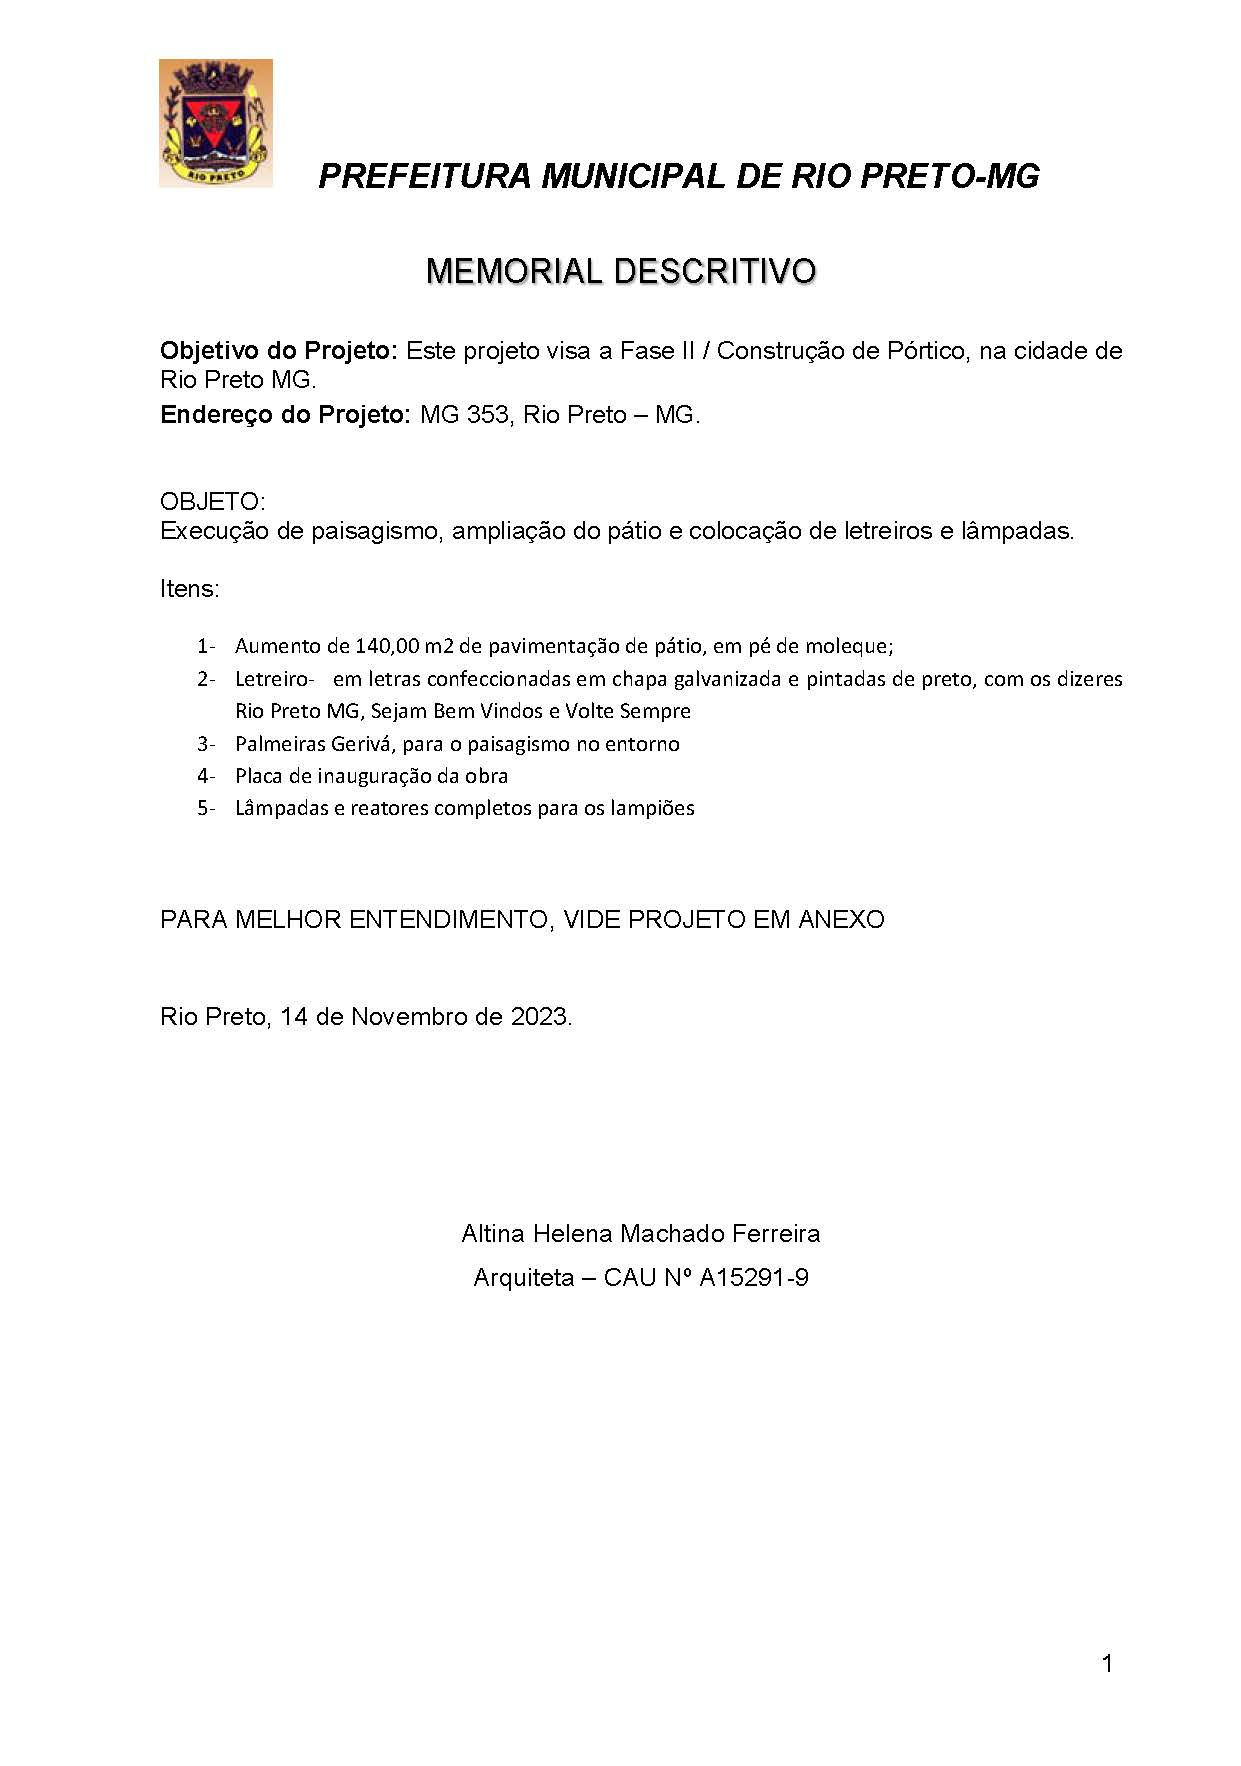 RIO PRETO
PREFEITURA MUNICIPAL DE RIO PRETO-MG
MEMORIAL DESCRITIVO
Objetivo do Projeto: Este projeto visa a Fase II / Construção de Pórtico, na cidade de
Rio Preto MG.
Endereço do Projeto: MG 353, Rio Preto – MG.
OBJETO:
Execução de paisagismo, ampliação do pátio e colocação de letreiros e lâmpadas.
Itens:
1- Aumento de 140,00 m2 de pavimentação de pátio, em pé de moleque;
2- Letreiro- em letras confeccionadas em chapa galvanizada e pintadas de preto, com os dizeres
Rio Preto MG, Sejam Bem Vindos e Volte Sempre
3- Palmeiras Gerivá, para o paisagismo no entorno
4- Placa de inauguração da obra
5- Lâmpadas e reatores completos para os lampiões
PARA MELHOR ENTENDIMENTO, VIDE PROJETO EM ANEXO
Rio Preto, 14 de Novembro de 2023.
Altina Helena Machado Ferreira
Arquiteta – CAU Nº A15291-9
1